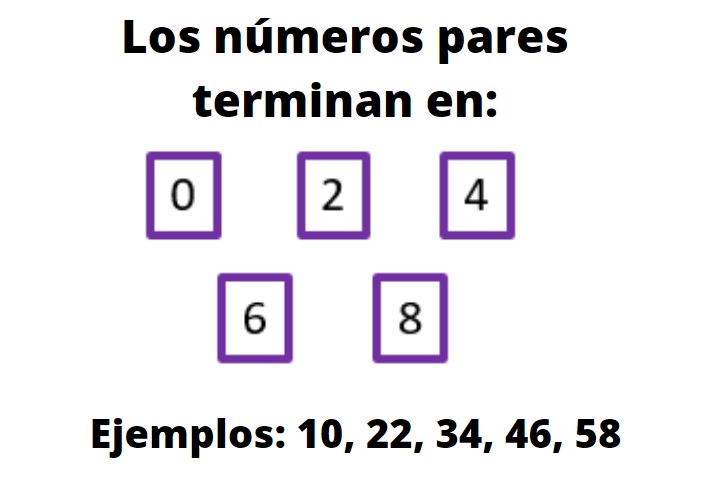 Los números pares
terminan en:
0 2 4
6 8
Ejemplos: 10, 22, 34, 46, 58